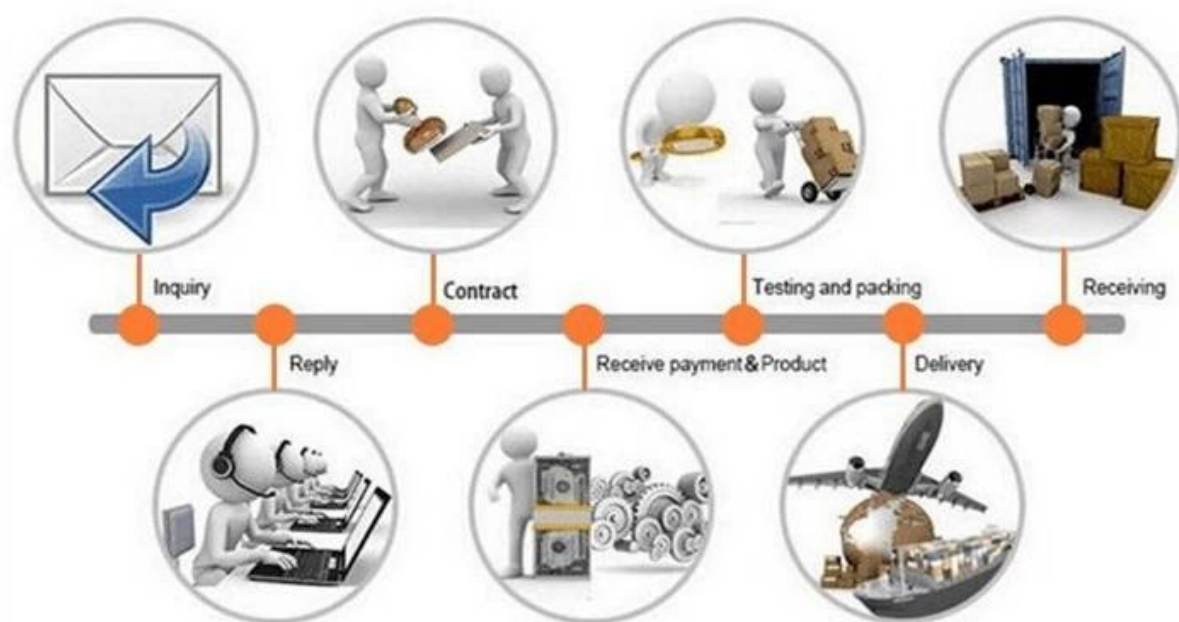 Inquiry
Reply
Contract
Receive payment&Product
Testing and packing
Delivery
Receiving